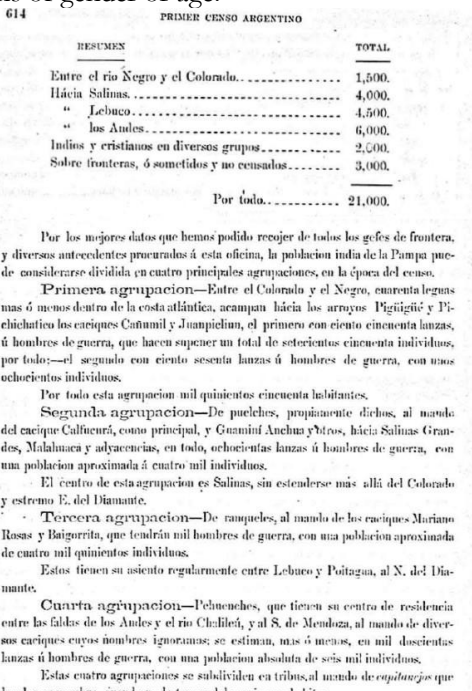 ns of gender or age.
614 PRIMER CENSO ARGENTINO
RESUMEN TOTAL
Entre el rio Negro y el Colorado................ 1,500.
Hácia Salinas.............................. 4,000.
“ Lebuco.............................. 4,500.
“ los Andes............................ 6,000.
Indios y cristianos en diversos grupos.......... 2,000.
Sobre fronteras, ó sometidos y no censados....... 3,000.
Por todo........... 21,000.
Por los mejores datos que hemos podido recojer de todos los gefes de frontera,
y diversos antecedentes procurados á esta oficina, la poblacion india de la Pampa pue-
de considerarse dividida en cuatro principales agrupaciones, en la época del censo.
Primera agrupacion—Entre el Colorado y el Negro, cuarenta leguas
mas ó menos dentro de la costa atlántica, acampan hácia los arroyos Pigüigüé y Pi-
chichatico los caciques Cañumil y Juanpichun, el primero con ciento cincuenta lanzas,
ú hombres de guerra, que hacen suponer un total de setecientos cincuenta individuos,
por todo;—el segundo con ciento sesenta lanzas ú hombres de guerra, con unos
ochocientos individuos.
Por todo esta agrupacion mil quinientos cincuenta habitantes.
Segunda agrupacion—De puelches, propiamente dichos, al mando
del cacique Calfucurá, como principal, y Guaminí Anchua y otros, hácia Salinas Gran-
des, Malahuacá y adyacencias, en todo, ochocientas lanzas ú hombres de guerra, con
una poblacion aproximada á cuatro mil individuos.
El centro de esta agrupacion es Salinas, sin estenderse más allá del Colorado
y estremo E. del Diamante.
Tercera agrupacion—De ranqueles, al mando de los caciques Mariano
Rosas y Baigorrita, que tendrán mil hombres de guerra, con una poblacion aproximada
de cuatro mil quinientos individuos.
Estos tienen su asiento regularmente entre Lebuco y Poitagua, al N. del Dia-
mante.
Cuarta agrupacion—Pehuenches, que tienen su centro de residencia
entre las faldas de los Andes y el rio Chalileú, y al S. de Mendoza, al mando de diver-
sos caciques cuyos nombres ignoramos; se estiman, mas ó menos, en mil doscientas
lanzas ú hombres de guerra, con una poblacion absoluta de seis mil individuos.
Estas cuatro agrupaciones se subdividen en tribus, al mando de capitanejos que